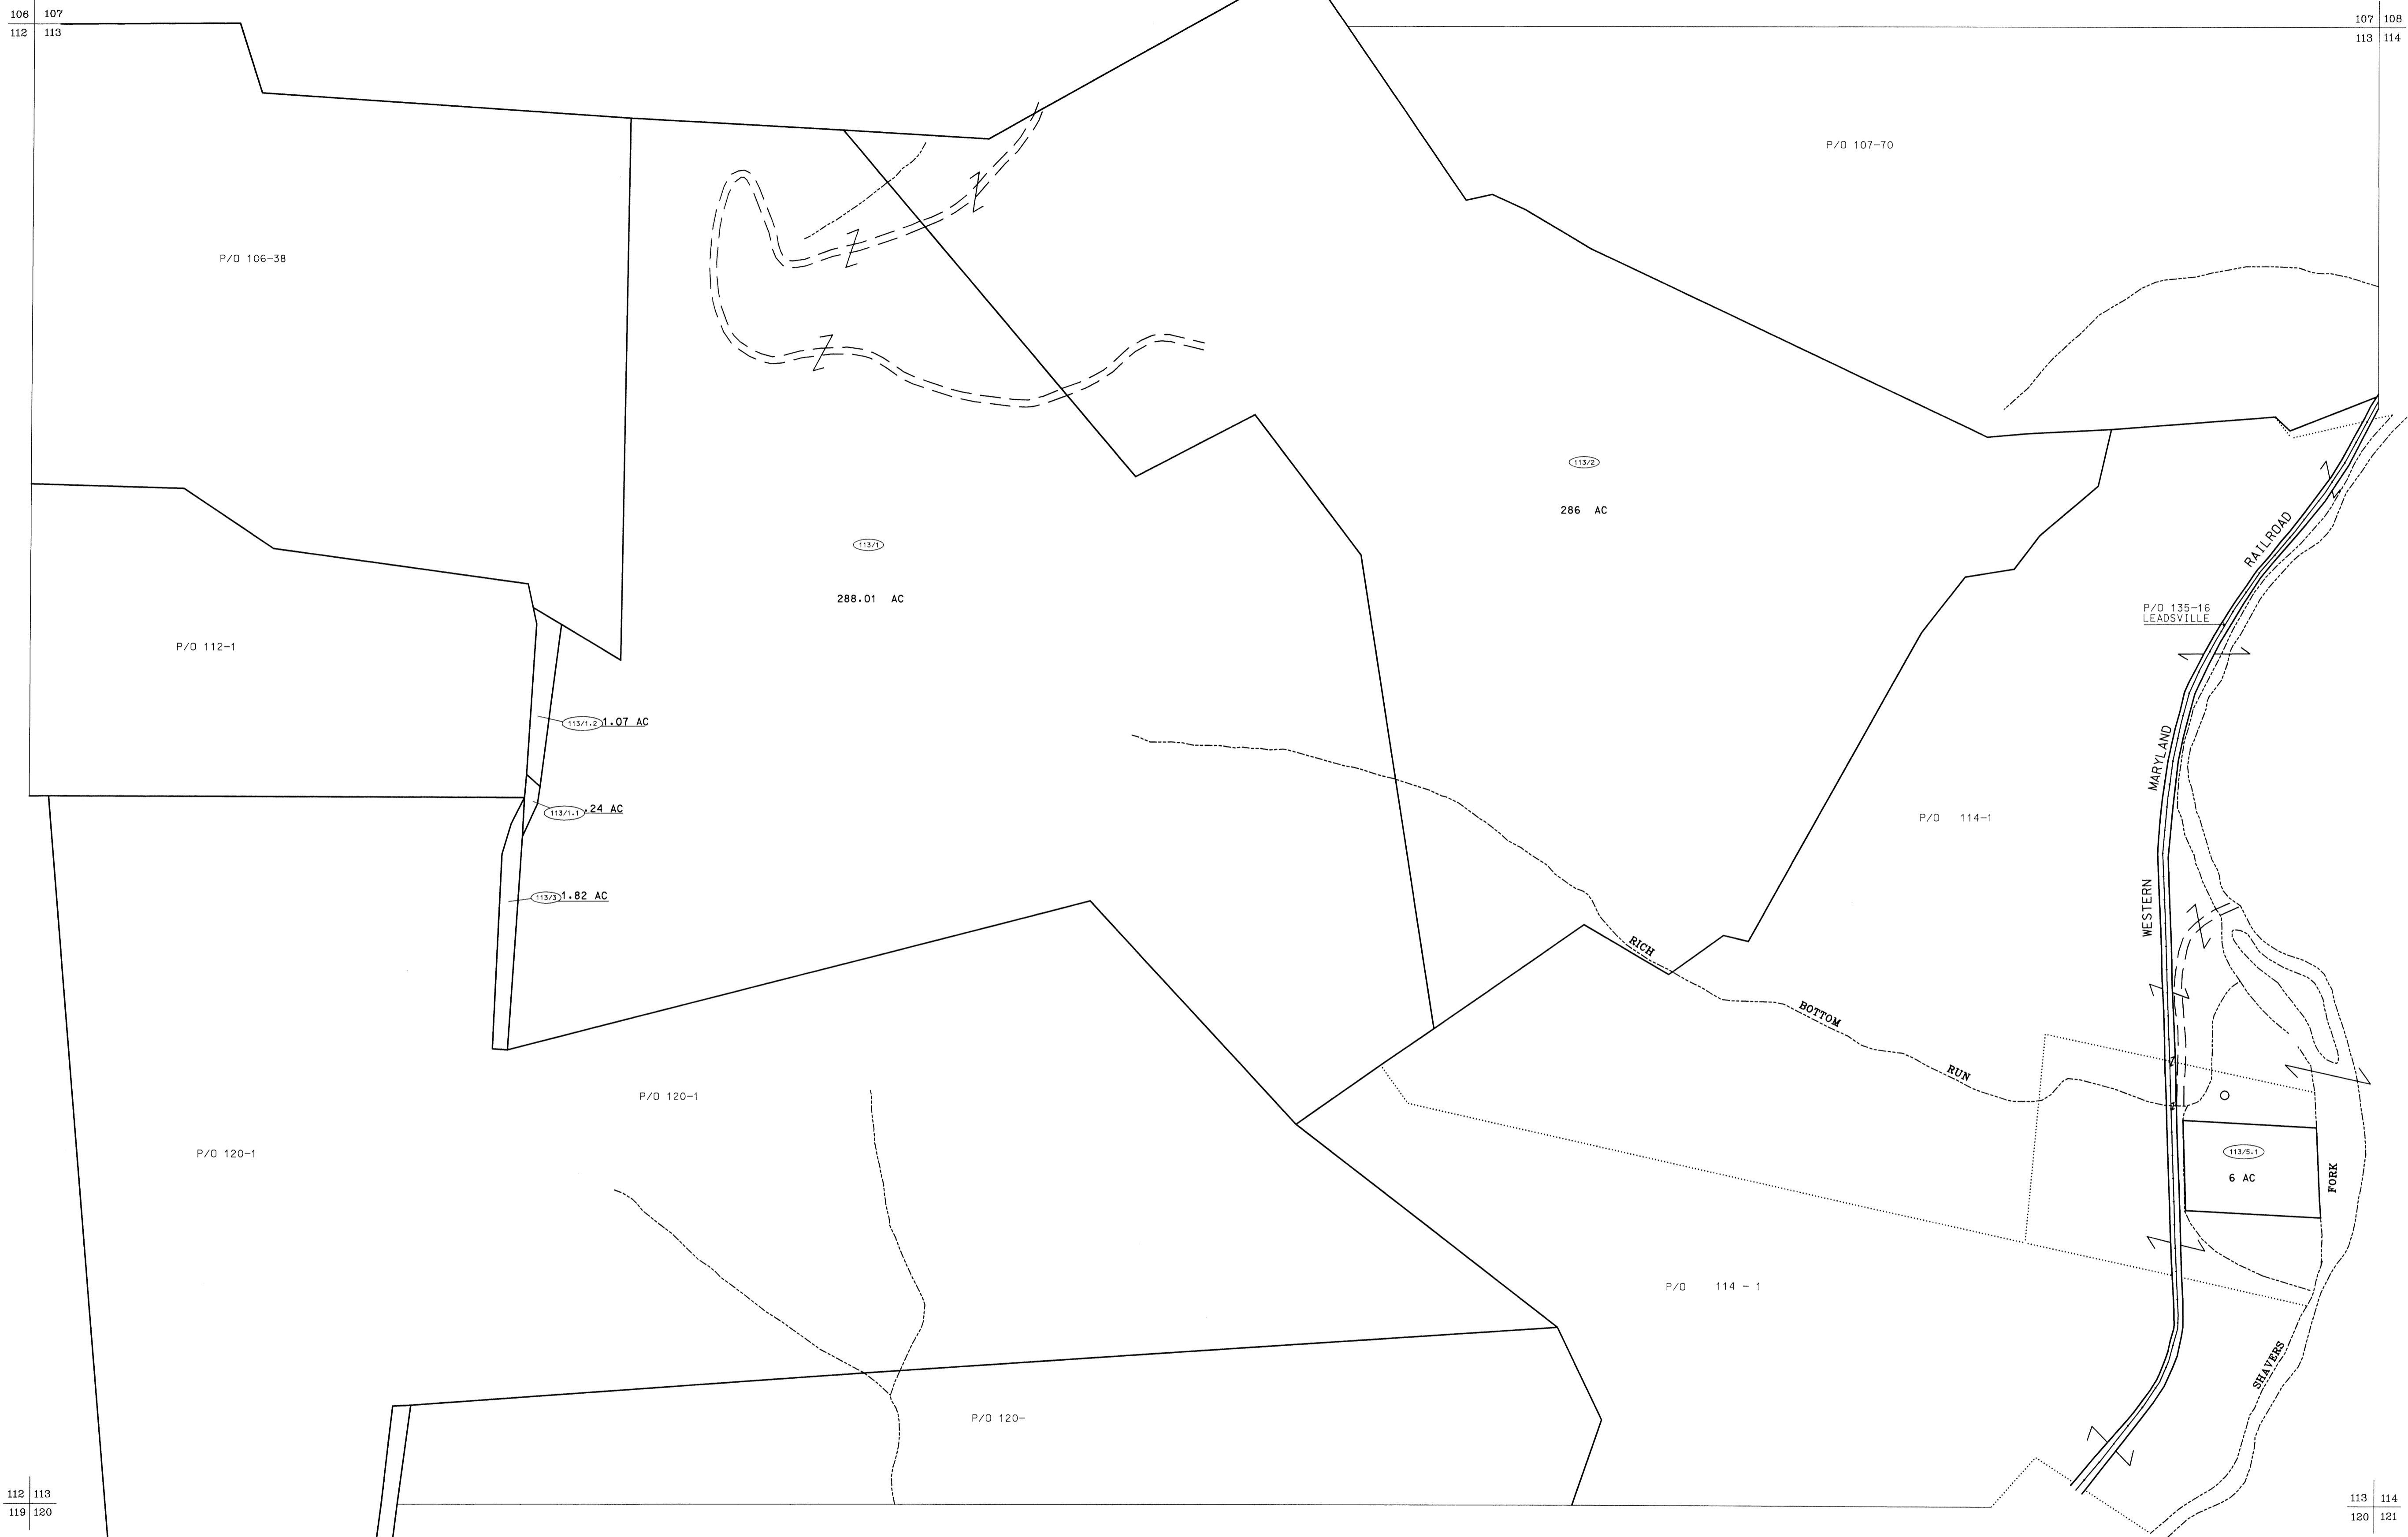 106 107
112 113
107 108
113 114
P/O 107-70
P/O 106-38
113/2
286 AC
113/1
288.01 AC
RAILROAD
P/O 135-16
LEADSVILLE
P/O 112-1
113/1.2 1.07 AC
MARYLAND
113/1.1 .24 AC
P/O 114-1
113/3 1.82 AC
WESTERN
RICH
BOTTOM
RUN
P/O 120-1
P/O 120-1
113/5.1
6 AC
FORK
P/O 114 - 1
SHAVERS
P/O 120-
112 113
119 120
113 114
120 121